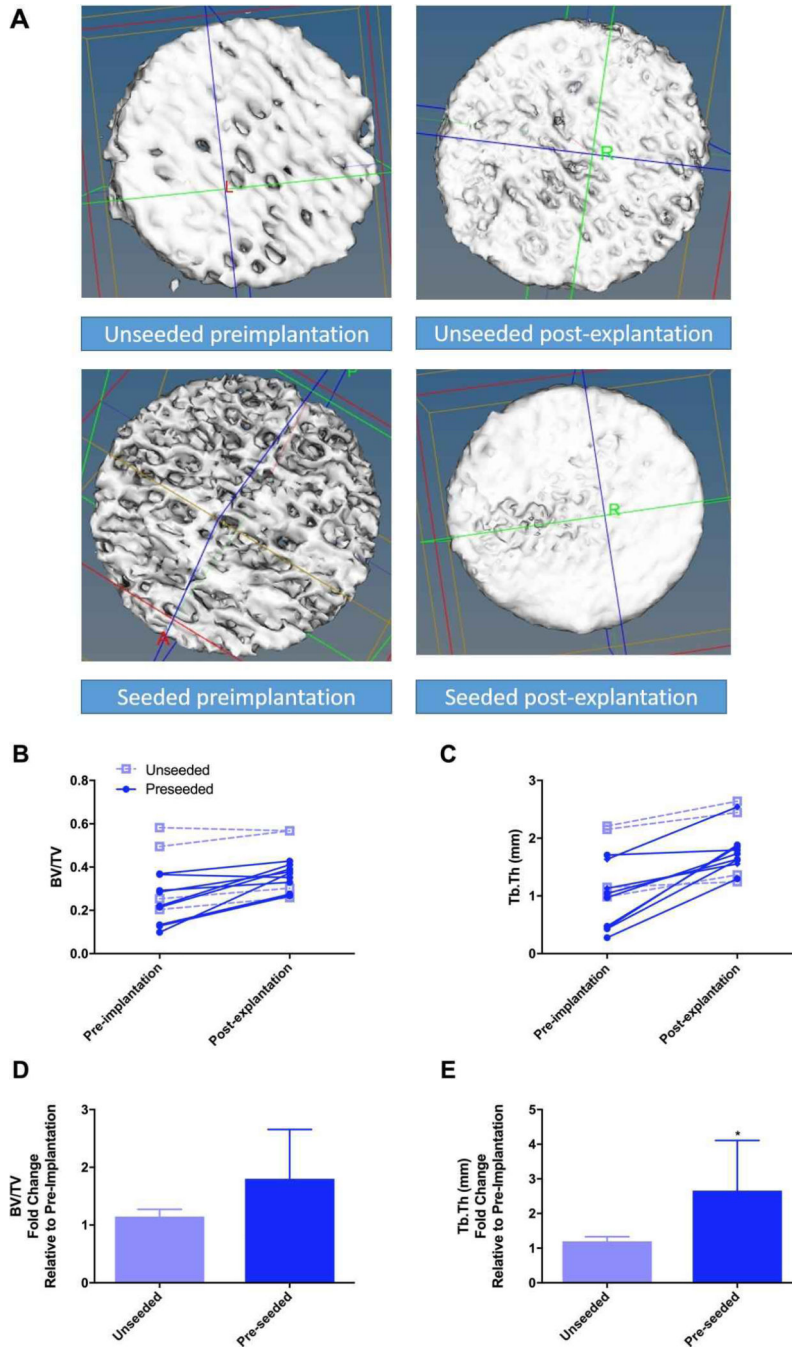 A
L
R
Unseeded preimplantation
Unseeded post-explantation
P
A
R
Seeded preimplantation
Seeded post-explantation
B
Unseeded
Preseeded
0.8
0.6
0.4
0.2
0.0
BV/TV
Pre-implantation
Post-explantation
C
3
2
1
0
Tb.Th (mm)
Pre-implantation
Post-explantation
D
3
2
1
0
BV/TV
Fold Change
Relative to Pre-Implantation
Unseeded
Pre-seeded
E
5
4
3
2
1
0
Tb.Th (mm)
Fold Change
Relative to Pre-Implantation
*
Unseeded
Pre-seeded